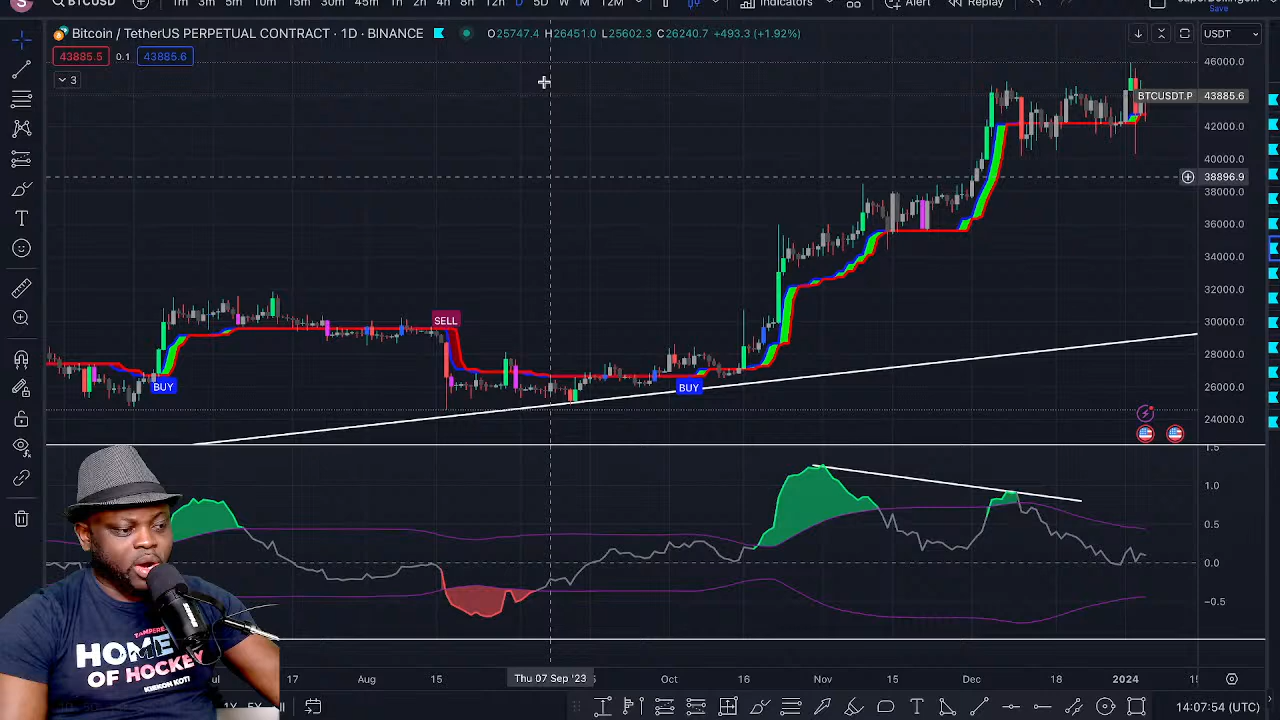 S
BTCUSD
1m 3m 5m 10m 15m 30m 45m 1h 2h 4h 8h 12h D 5D W M 12M
Indicators
Alert
Replay
Save
Bitcoin / TetherUS PERPETUAL CONTRACT · 1D · BINANCE
O25747.4 H26451.0 L25602.3 C26240.7 +493.3 (+1.92%)
USDT
43885.5 0.1 43885.6
3
46000.0
BTCUSDT.P 43885.6
42000.0
40000.0
38896.9
38000.0
36000.0
34000.0
32000.0
30000.0
28000.0
26000.0
24000.0
SELL
BUY
BUY
1.5
1.0
0.5
0.0
−0.5
TAMPERE
HOME
OF HOCKEY
Aug 15 Thu 07 Sep '23 Oct 16 Nov 15 Dec 18 2024
14:07:54 (UTC)